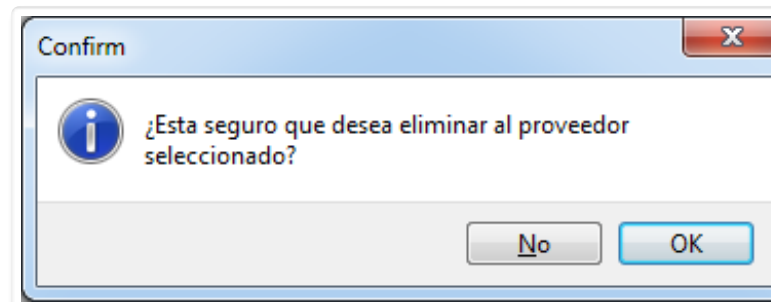 Confirm
¿Esta seguro que desea eliminar al proveedor
seleccionado?
No
OK